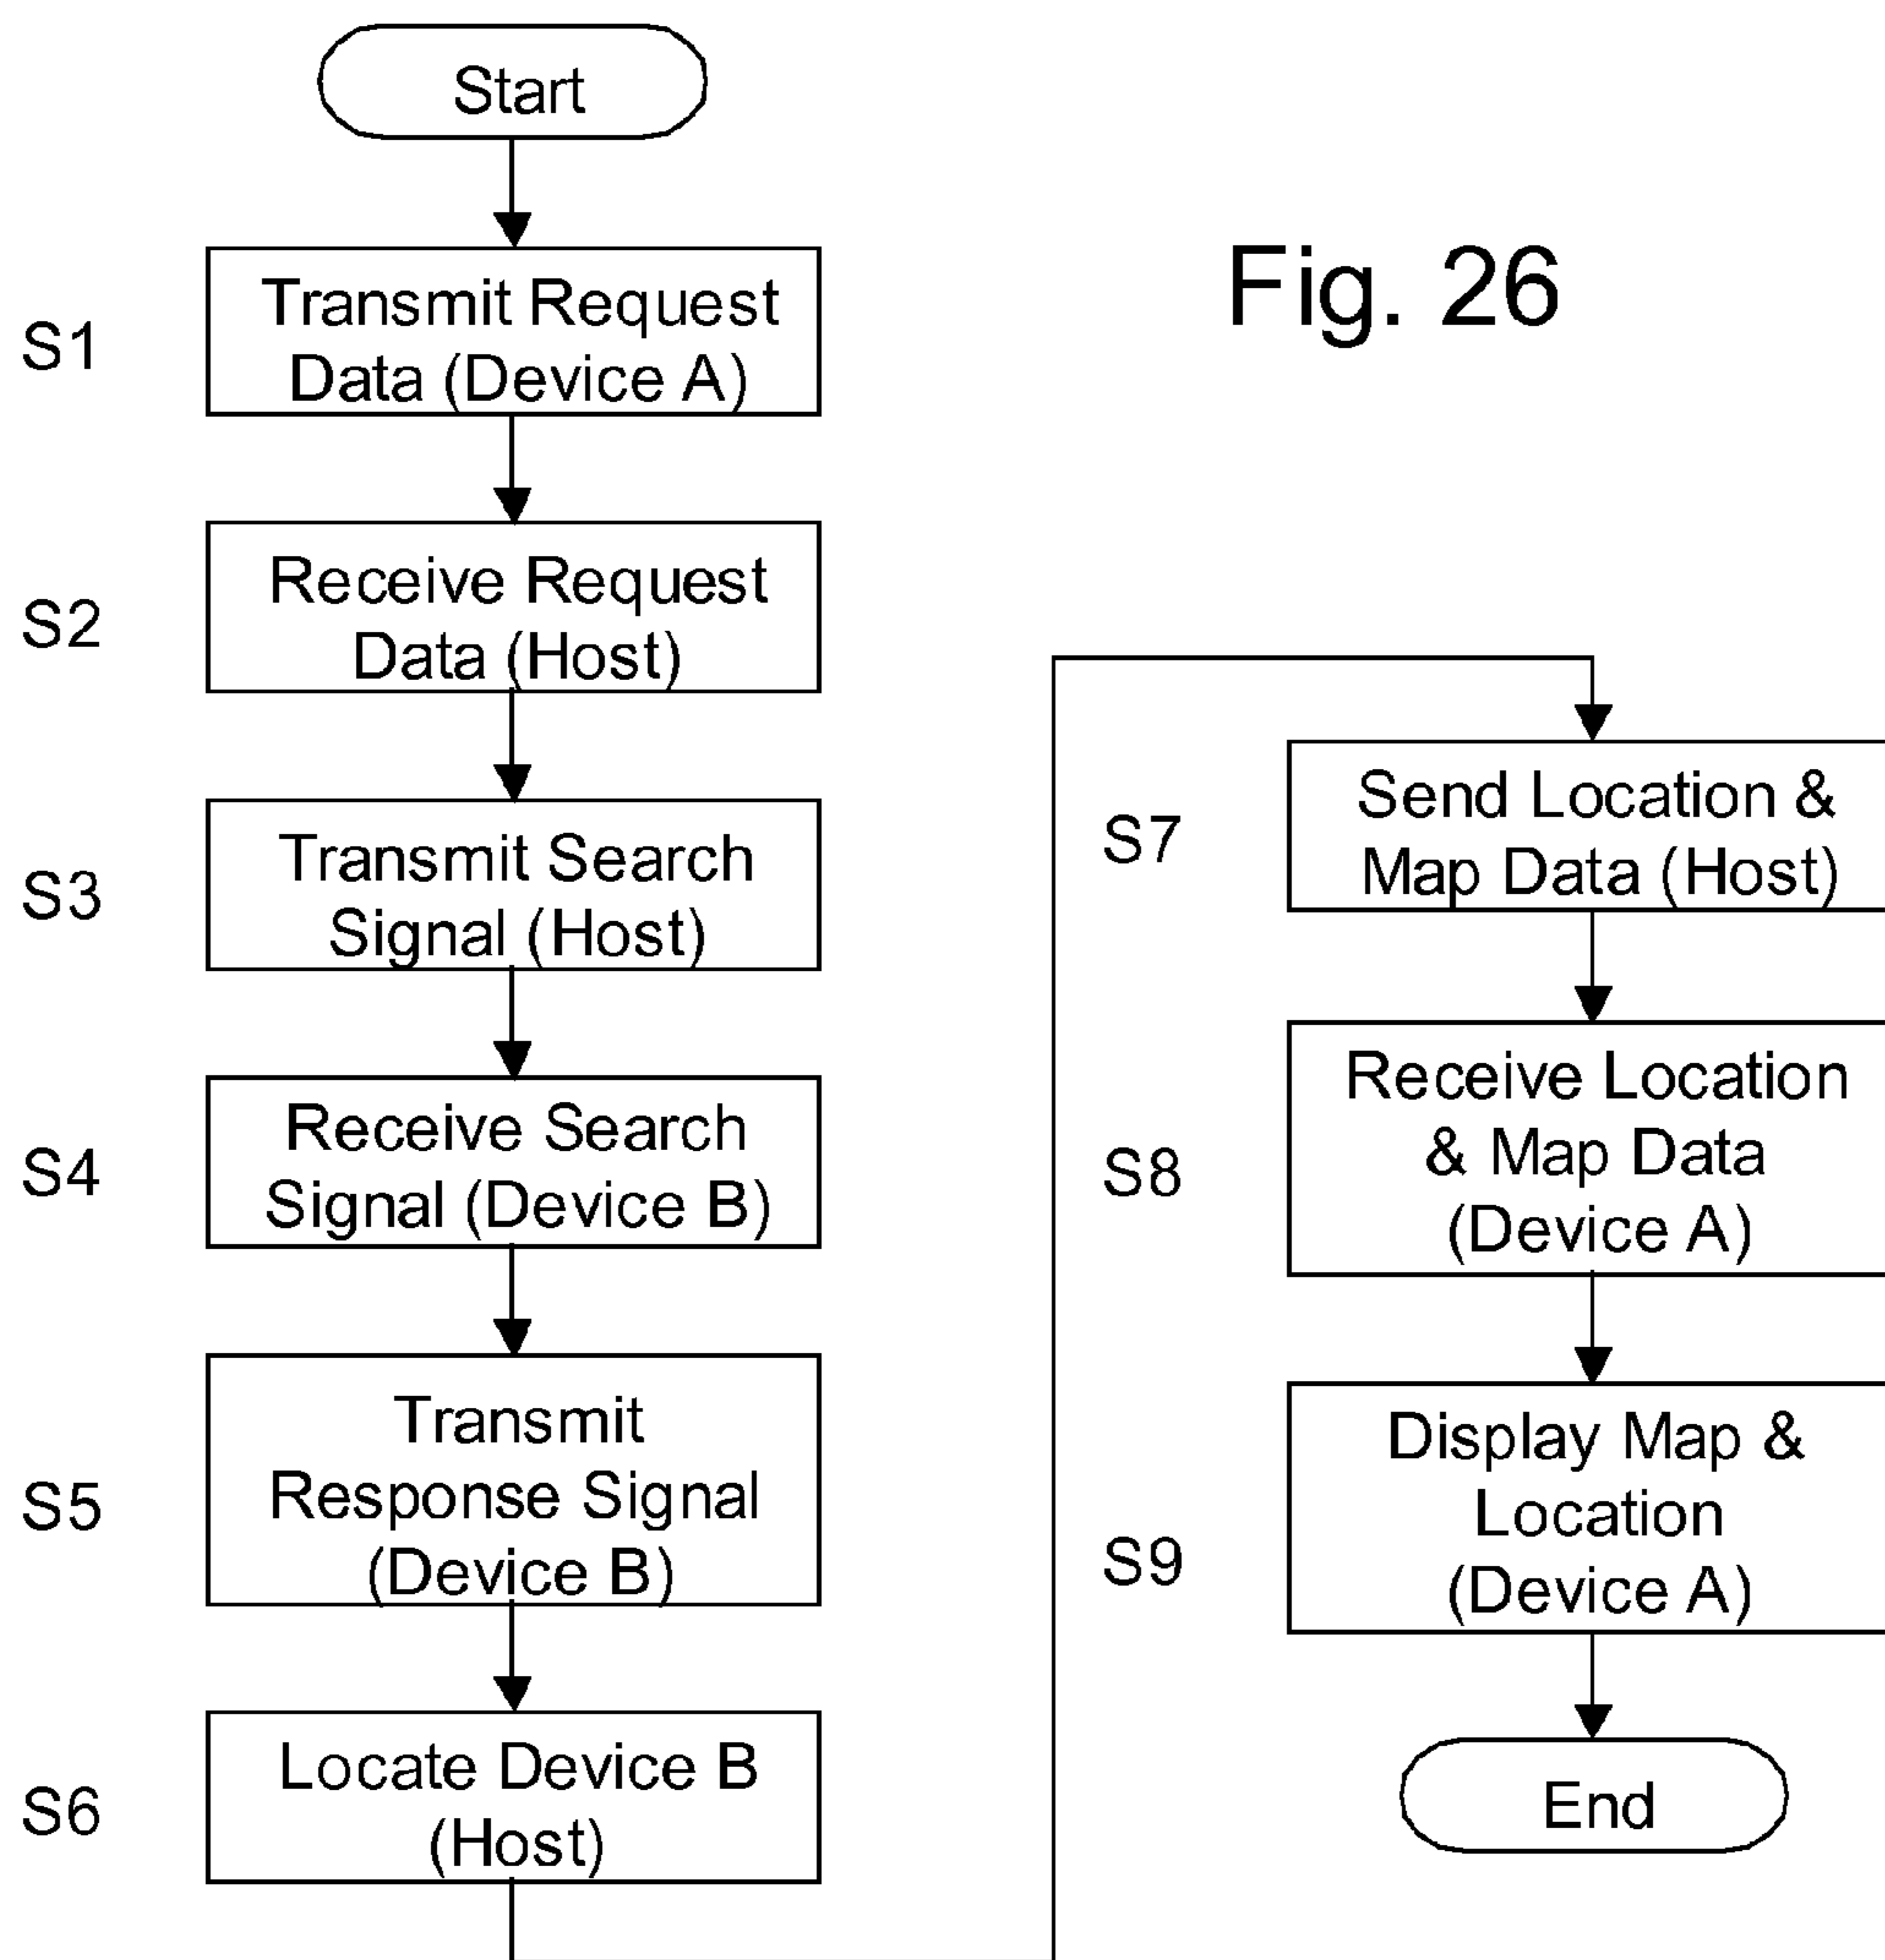 Start
Fig. 26
S1
Transmit Request
Data (Device A)
S2
Receive Request
Data (Host)
S3
Transmit Search
Signal (Host)
S4
Receive Search
Signal (Device B)
S5
Transmit
Response Signal
(Device B)
S6
Locate Device B
(Host)
S7
Send Location &
Map Data (Host)
S8
Receive Location
& Map Data
(Device A)
S9
Display Map &
Location
(Device A)
End